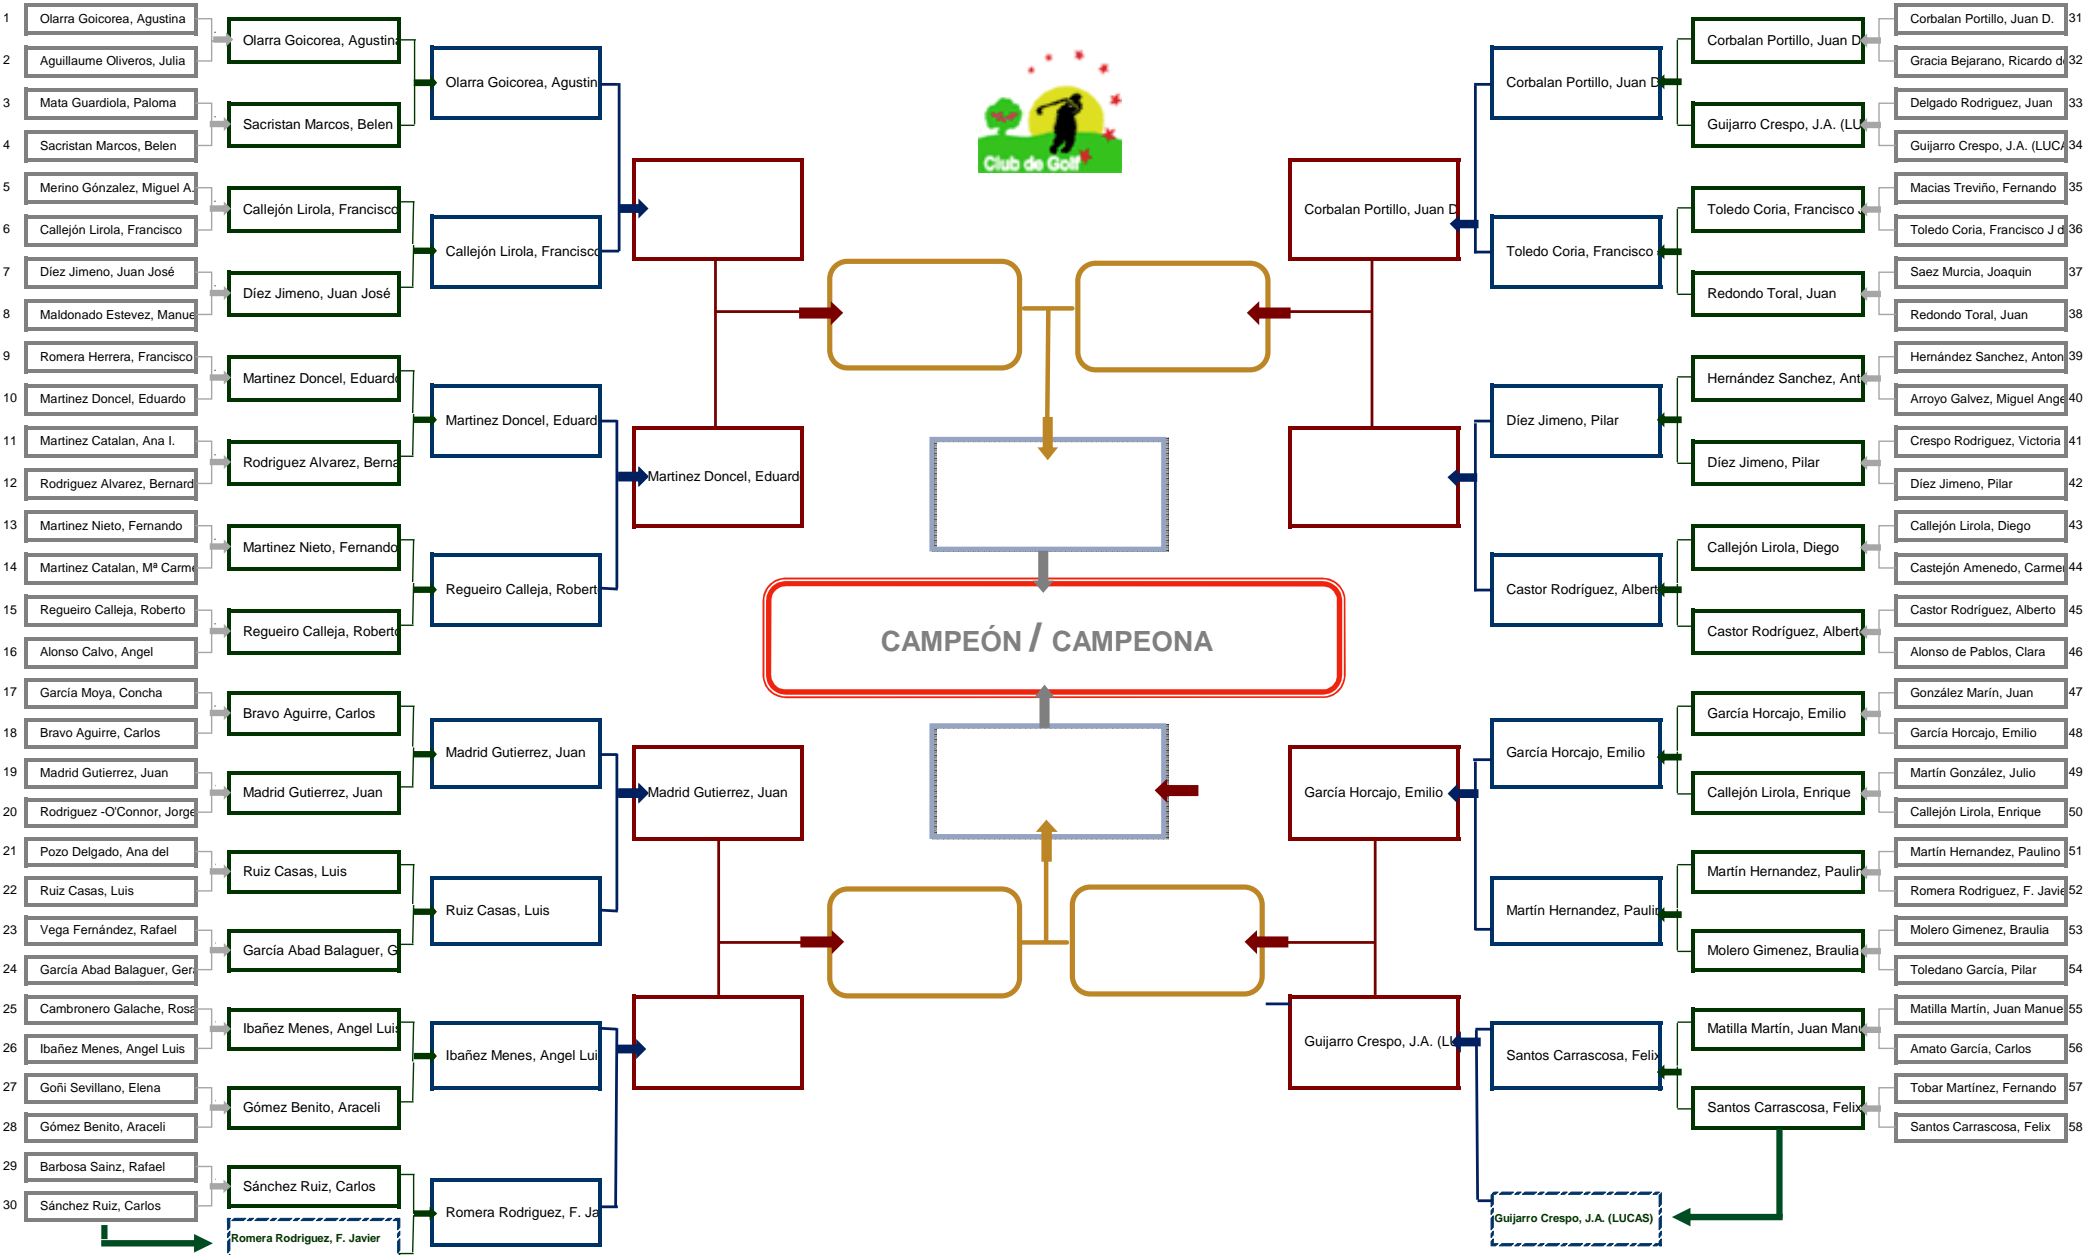 1 Olarra Goicorea, Agustina
2 Aguillaume Oliveros, Julia
3 Mata Guardiola, Paloma
4 Sacristan Marcos, Belen
5 Merino Gónzalez, Miguel A.
6 Callejón Lirola, Francisco
7 Díez Jimeno, Juan José
8 Maldonado Estevez, Manue
9 Romera Herrera, Francisco
10 Martinez Doncel, Eduardo
11 Martinez Catalan, Ana I.
12 Rodriguez Alvarez, Bernard
13 Martinez Nieto, Fernando
14 Martinez Catalan, Mª Carme
15 Regueiro Calleja, Roberto
16 Alonso Calvo, Angel
17 García Moya, Concha
18 Bravo Aguirre, Carlos
19 Madrid Gutierrez, Juan
20 Rodriguez -O'Connor, Jorge
21 Pozo Delgado, Ana del
22 Ruiz Casas, Luis
23 Vega Fernández, Rafael
24 García Abad Balaguer, Ger
25 Cambronero Galache, Rosa
26 Ibañez Menes, Angel Luis
27 Goñi Sevillano, Elena
28 Gómez Benito, Araceli
29 Barbosa Sainz, Rafael
30 Sánchez Ruiz, Carlos
Olarra Goicorea, Agustina
Sacristan Marcos, Belen
Callejón Lirola, Francisco
Díez Jimeno, Juan José
Martinez Doncel, Eduardo
Rodriguez Alvarez, Berna
Martinez Nieto, Fernando
Regueiro Calleja, Roberto
Bravo Aguirre, Carlos
Madrid Gutierrez, Juan
Ruiz Casas, Luis
García Abad Balaguer, G
Ibañez Menes, Angel Luis
Gómez Benito, Araceli
Sánchez Ruiz, Carlos
Romera Rodriguez, F. Javier
Olarra Goicorea, Agustin
Callejón Lirola, Francisco
Martinez Doncel, Eduard
Regueiro Calleja, Robert
Madrid Gutierrez, Juan
Ruiz Casas, Luis
Ibañez Menes, Angel Lui
Romera Rodriguez, F. Ja
Martinez Doncel, Eduard
Madrid Gutierrez, Juan
Club de Golf
CAMPEÓN / CAMPEONA
Corbalan Portillo, Juan D
García Horcajo, Emilio
Guijarro Crespo, J.A. (LU
Corbalan Portillo, Juan D
Toledo Coria, Francisco
Díez Jimeno, Pilar
Castor Rodríguez, Albert
García Horcajo, Emilio
Martín Hernandez, Paulin
Santos Carrascosa, Felix
Guijarro Crespo, J.A. (LUCAS)
Corbalan Portillo, Juan D
Guijarro Crespo, J.A. (LU
Toledo Coria, Francisco J
Redondo Toral, Juan
Hernández Sanchez, Ant
Díez Jimeno, Pilar
Callejón Lirola, Diego
Castor Rodríguez, Alberto
García Horcajo, Emilio
Callejón Lirola, Enrique
Martín Hernandez, Paulin
Molero Gimenez, Braulia
Matilla Martín, Juan Manu
Santos Carrascosa, Felix
Corbalan Portillo, Juan D. 31
Gracia Bejarano, Ricardo d 32
Delgado Rodriguez, Juan 33
Guijarro Crespo, J.A. (LUCA 34
Macias Treviño, Fernando 35
Toledo Coria, Francisco J d 36
Saez Murcia, Joaquin 37
Redondo Toral, Juan 38
Hernández Sanchez, Anton 39
Arroyo Galvez, Miguel Ange 40
Crespo Rodriguez, Victoria 41
Díez Jimeno, Pilar 42
Callejón Lirola, Diego 43
Castejón Amenedo, Carmen 44
Castor Rodríguez, Alberto 45
Alonso de Pablos, Clara 46
González Marín, Juan 47
García Horcajo, Emilio 48
Martín González, Julio 49
Callejón Lirola, Enrique 50
Martín Hernandez, Paulino 51
Romera Rodriguez, F. Javie 52
Molero Gimenez, Braulia 53
Toledano García, Pilar 54
Matilla Martín, Juan Manue 55
Amato García, Carlos 56
Tobar Martínez, Fernando 57
Santos Carrascosa, Felix 58